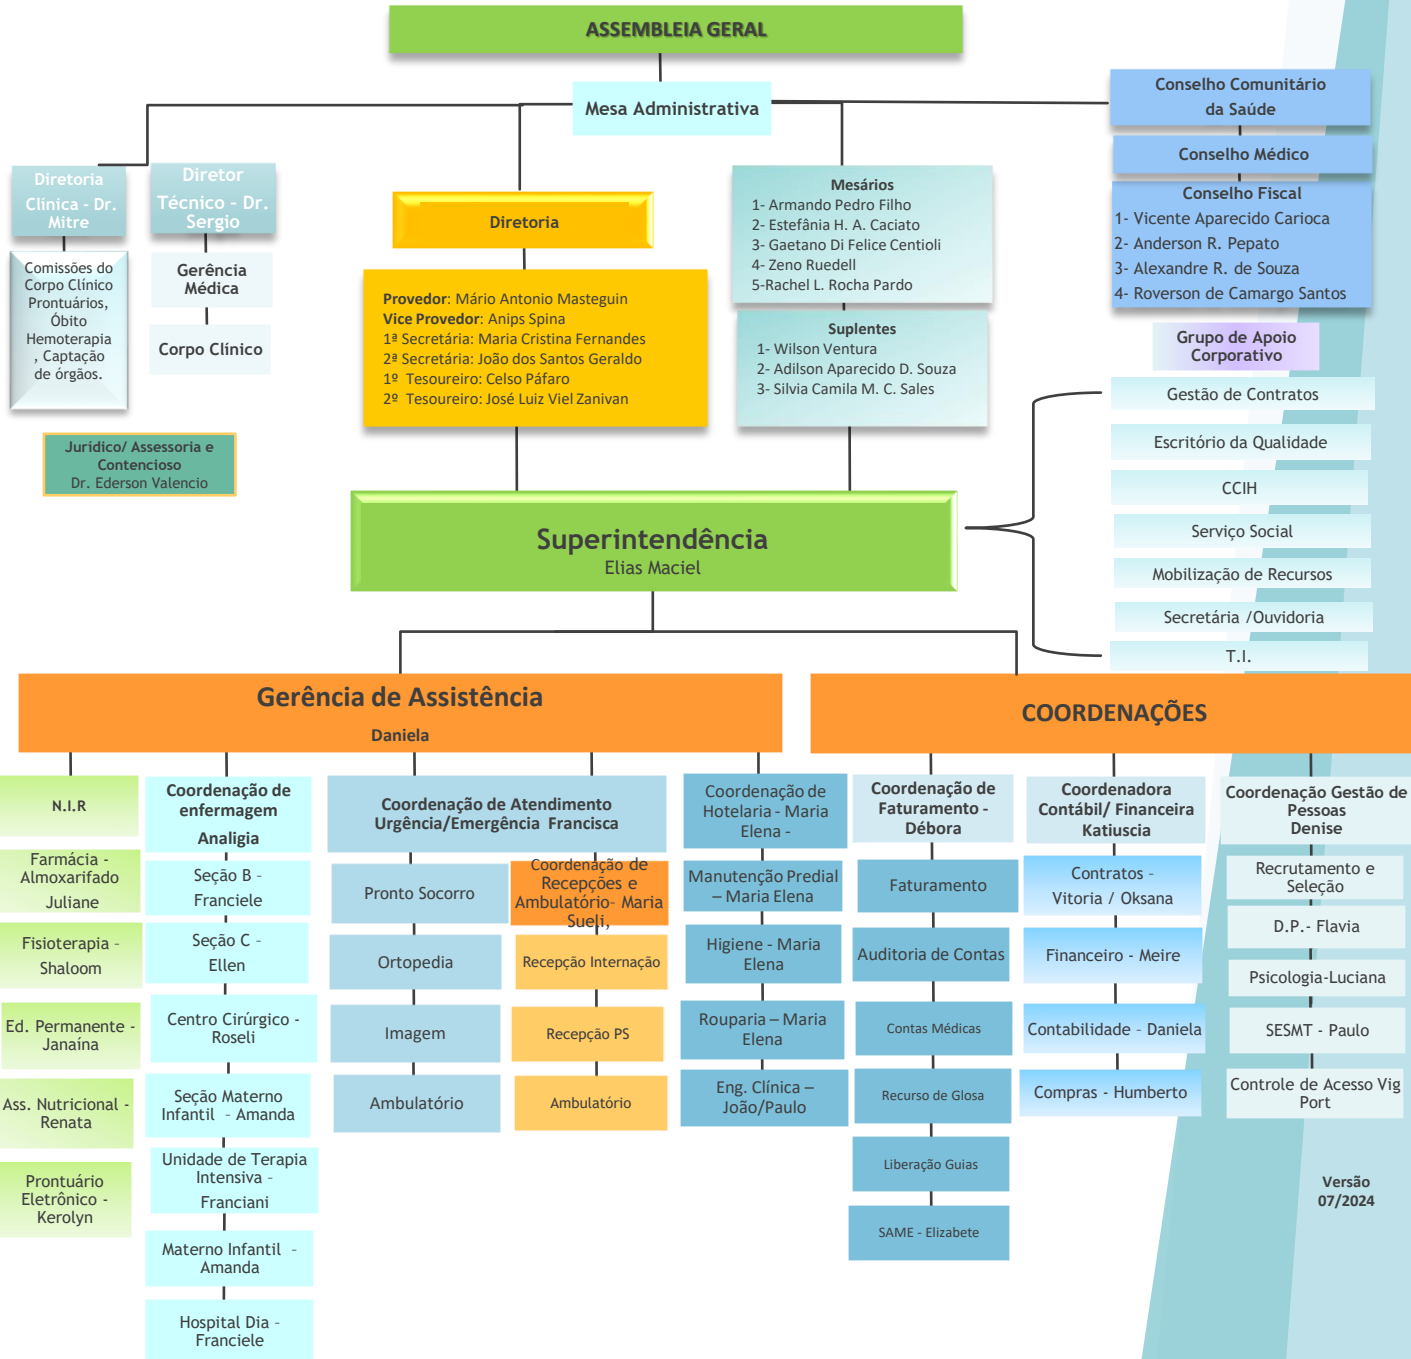 ASSEMBLEIA GERAL
Mesa Administrativa
Conselho Comunitário
da Saúde
Conselho Médico
Conselho Fiscal
1- Vicente Aparecido Carioca
2- Anderson R. Pepato
3- Alexandre R. de Souza
4- Roverson de Camargo Santos
Diretoria
Clínica - Dr.
Mitre
Diretor
Técnico - Dr.
Sergio
Diretoria
Mesários
1- Armando Pedro Filho
2- Estefânia H. A. Caciato
3- Gaetano Di Felice Centioli
4- Zeno Ruedell
5-Rachel L. Rocha Pardo
Comissões do
Corpo Clínico
Prontuários,
Óbito
Hemoterapia
, Captação
de órgãos.
Gerência
Médica
Corpo Clínico
Provedor: Mário Antonio Masteguin
Vice Provedor: Anips Spina
1ª Secretária: Maria Cristina Fernandes
2ª Secretária: João dos Santos Geraldo
1º  Tesoureiro: Celso Páfaro
2º  Tesoureiro: José Luiz Viel Zanivan
Suplentes
1- Wilson Ventura
2- Adilson Aparecido D. Souza
3- Silvia Camila M. C. Sales
Grupo de Apoio
Corporativo
Gestão de Contratos
Escritório da Qualidade
CCIH
Serviço Social
Mobilização de Recursos
Secretária /Ouvidoria
T.I.
Jurídico/ Assessoria e
Contencioso
Dr. Ederson Valencio
Superintendência
Elias Maciel
Gerência de Assistência
Daniela
COORDENAÇÕES
N.I.R
Farmácia -
Almoxarifado
Juliane
Fisioterapia –
Shaloom
Ed. Permanente -
Janaína
Ass. Nutricional -
Renata
Prontuário
Eletrônico -
Kerolyn
Coordenação de
enfermagem
Analigia
Seção B –
Franciele
Seção C –
Ellen
Centro Cirúrgico -
Roseli
Seção Materno
Infantil  – Amanda
Unidade de Terapia
Intensiva –
Franciani
Materno Infantil  –
Amanda
Hospital Dia –
Franciele
Coordenação de Atendimento
Urgência/Emergência  Francisca
Pronto Socorro
Ortopedia
Imagem
Ambulatório
Coordenação de
Recepções e
Ambulatório- Maria
Sueli,
Recepção Internação
Recepção PS
Ambulatório
Coordenação de
Hotelaria - Maria
Elena -
Manutenção Predial
– Maria Elena
Higiene - Maria
Elena
Rouparia – Maria
Elena
Eng. Clínica –
João/Paulo
Coordenação de
Faturamento -
Débora
Faturamento
Auditoria de Contas
Contas Médicas
Recurso de Glosa
Liberação Guias
SAME - Elizabete
Coordenadora
Contábil/ Financeira
Katiuscia
Contratos -
Vitoria / Oksana
Financeiro - Meire
Contabilidade – Daniela
Compras - Humberto
Coordenação Gestão de
Pessoas
Denise
Recrutamento e
Seleção
D.P.- Flavia
Psicologia-Luciana
SESMT - Paulo
Controle de Acesso Vig
Port
Versão
07/2024